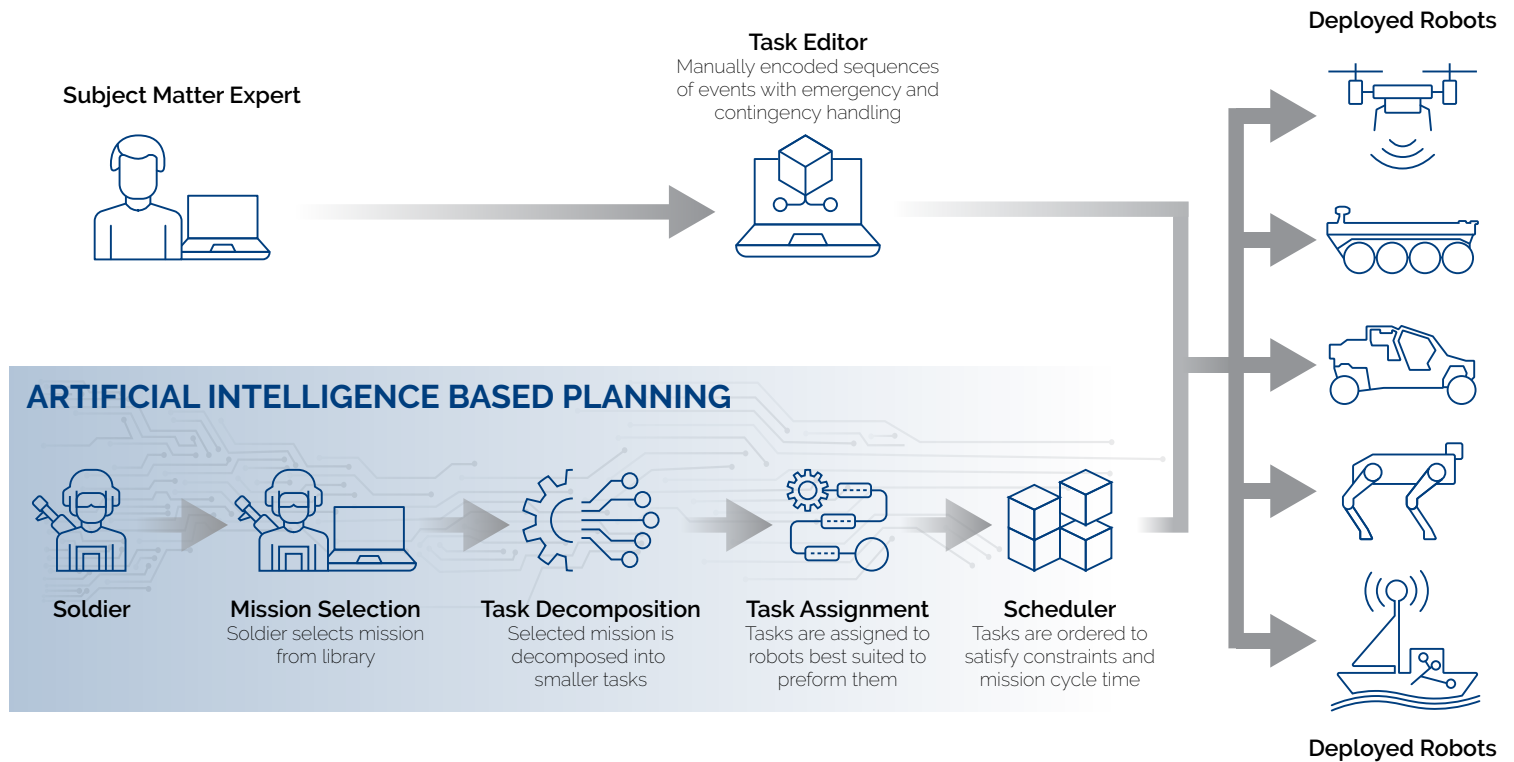 Deployed Robots
Task Editor
Manually encoded sequences
of events with emergency and
contingency handling
Subject Matter Expert
ARTIFICIAL INTELLIGENCE BASED PLANNING
Soldier
Mission Selection
Soldier selects mission
from library
Task Decomposition
Selected mission is
decomposed into
smaller tasks
Task Assignment
Tasks are assigned to
robots best suited to
preform them
Scheduler
Tasks are ordered to
satisfy constraints and
mission cycle time
Deployed Robots